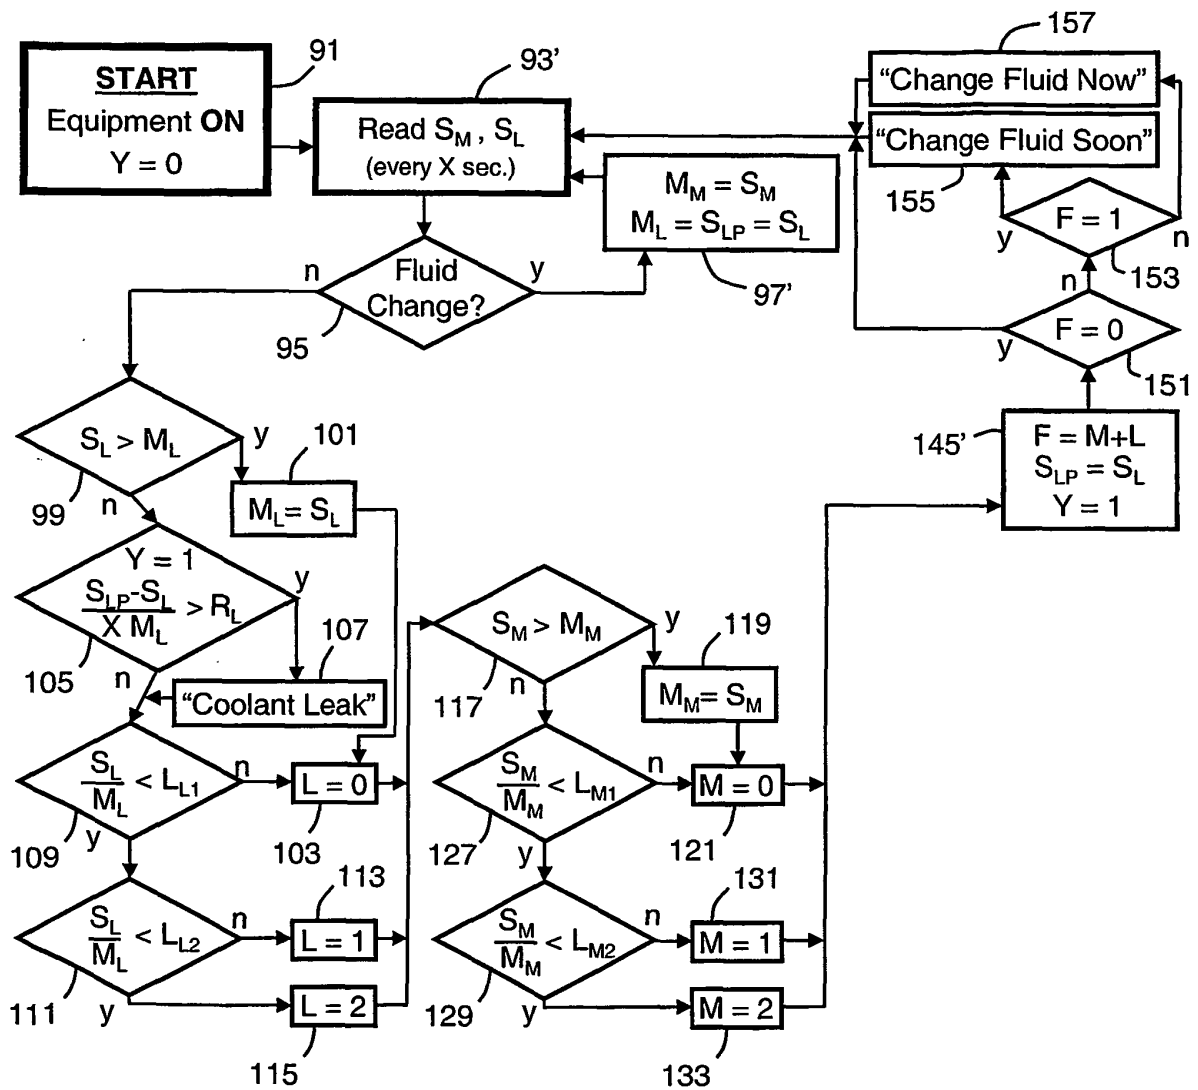 START
Equipment ON
Y = 0
91
Read S_M , S_L
(every X sec.)
93'
Fluid
Change?
n
y
95
M_M = S_M
M_L = S_LP = S_L
97'
157
“Change Fluid Now”
“Change Fluid Soon”
155
F = 1
y
n
153
n
F = 0
y
151
145'
F = M+L
S_LP = S_L
Y = 1
S_L > M_L
y
n
99
101
M_L= S_L
Y = 1
S_LP-S_L
X M_L
> R_L
y
n
105
107
“Coolant Leak”
S_L
M_L
< L_L1
n
y
109
L = 0
103
S_L
M_L
< L_L2
n
y
111
113
L = 1
L = 2
115
S_M > M_M
y
n
117
119
M_M= S_M
S_M
M_M
< L_M1
n
y
127
M = 0
121
S_M
M_M
< L_M2
n
y
129
131
M = 1
M = 2
133